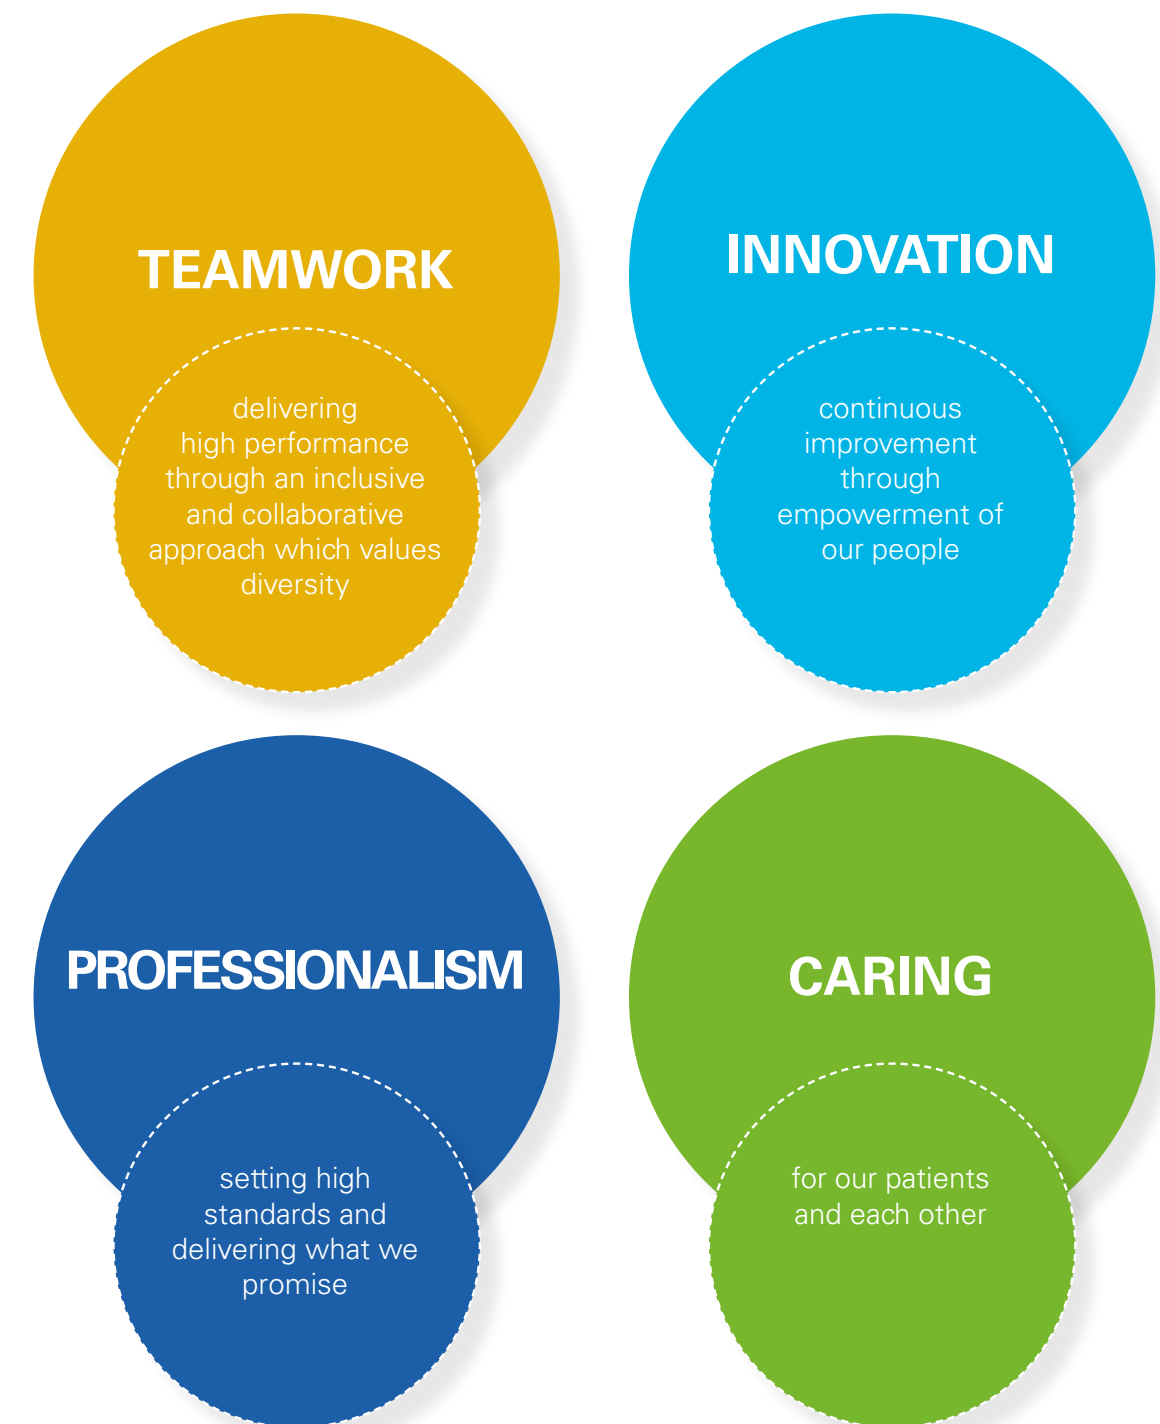 TEAMWORK
delivering
high performance
through an inclusive
and collaborative
approach which values
diversity
INNOVATION
continuous
improvement
through
empowerment of
our people
PROFESSIONALISM
setting high
standards and
delivering what we
promise
CARING
for our patients
and each other